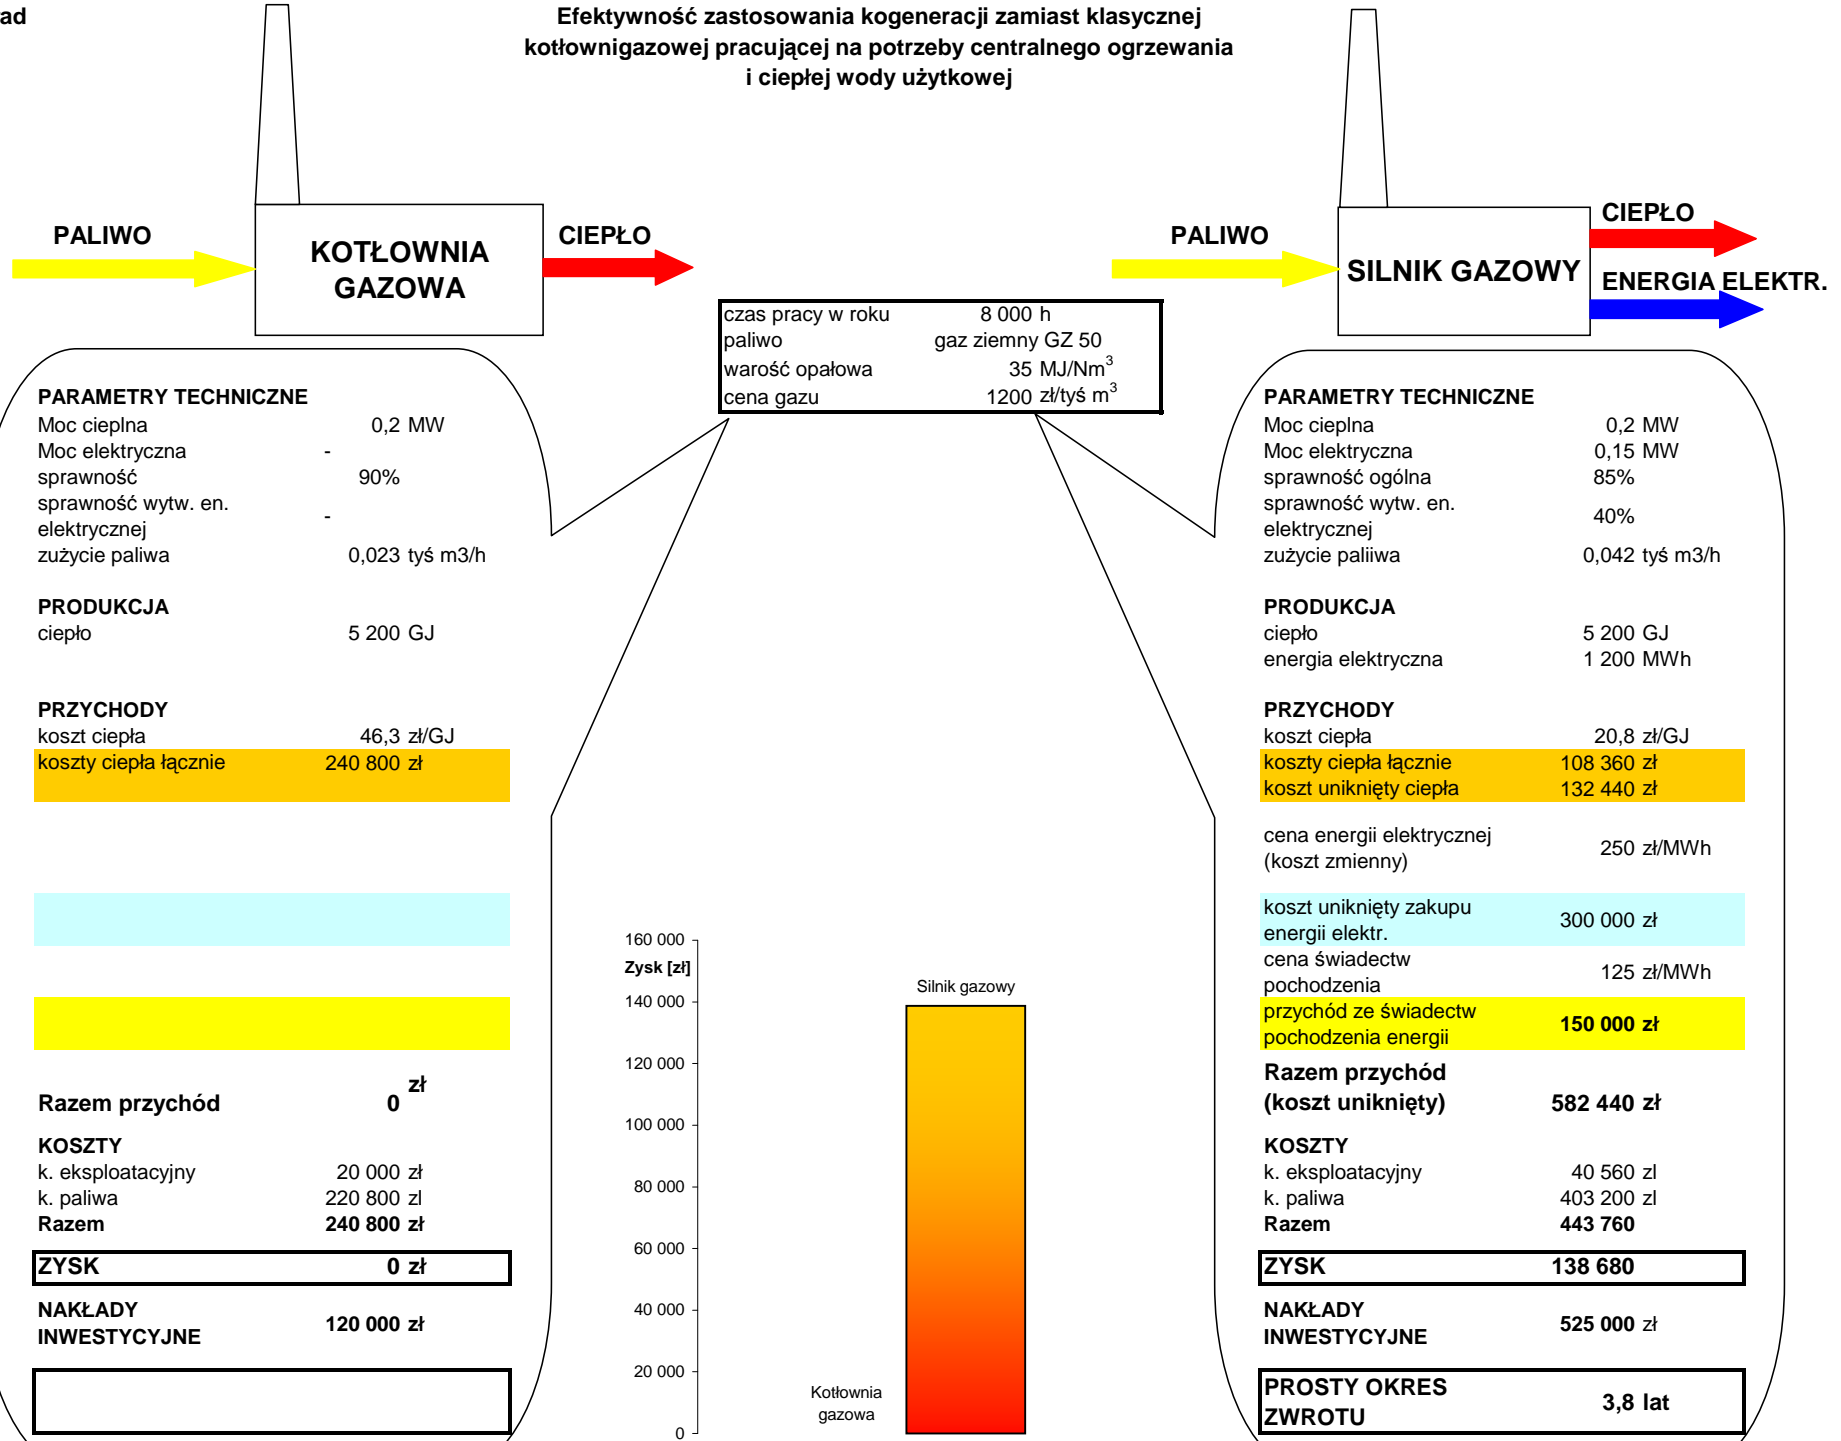 ad
Efektywność zastosowania kogeneracji zamiast klasycznej
kotłownigazowej pracującej na potrzeby centralnego ogrzewania
i ciepłej wody użytkowej
PALIWO
KOTŁOWNIA
GAZOWA
CIEPŁO
PALIWO
SILNIK GAZOWY
CIEPŁO
ENERGIA ELEKTR.
czas pracy w roku 8 000 h
paliwo gaz ziemny GZ 50
warość opałowa 35 MJ/Nm³
cena gazu 1200 zł/tyś m³
PARAMETRY TECHNICZNE
Moc cieplna 0,2 MW
Moc elektryczna -
sprawność 90%
sprawność wytw. en.
elektrycznej -
zużycie paliwa 0,023 tyś m3/h
PRODUKCJA
ciepło 5 200 GJ
PRZYCHODY
koszt ciepła 46,3 zł/GJ
koszty ciepła łącznie 240 800 zł
Razem przychód 0 zł
KOSZTY
k. eksploatacyjny 20 000 zł
k. paliwa 220 800 zl
Razem 240 800 zł
ZYSK 0 zł
NAKŁADY
INWESTYCYJNE 120 000 zł
160 000
Zysk [zł]
140 000
120 000
100 000
80 000
60 000
40 000
20 000
0
Silnik gazowy
Kotłownia
gazowa
PARAMETRY TECHNICZNE
Moc cieplna 0,2 MW
Moc elektryczna 0,15 MW
sprawność ogólna 85%
sprawność wytw. en.
elektrycznej 40%
zużycie paliiwa 0,042 tyś m3/h
PRODUKCJA
ciepło 5 200 GJ
energia elektryczna 1 200 MWh
PRZYCHODY
koszt ciepła 20,8 zł/GJ
koszty ciepła łącznie 108 360 zł
koszt uniknięty ciepła 132 440 zł
cena energii elektrycznej
(koszt zmienny) 250 zł/MWh
koszt uniknięty zakupu
energii elektr. 300 000 zł
cena świadectw
pochodzenia 125 zł/MWh
przychód ze świadectw
pochodzenia energii 150 000 zł
Razem przychód
(koszt uniknięty) 582 440 zł
KOSZTY
k. eksploatacyjny 40 560 zl
k. paliwa 403 200 zl
Razem 443 760
ZYSK 138 680
NAKŁADY
INWESTYCYJNE 525 000 zł
PROSTY OKRES
ZWROTU 3,8 lat